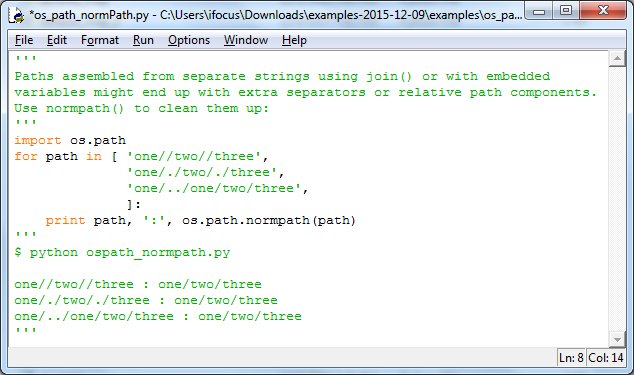 *os_path_normPath.py - C:\Users\ifocus\Downloads\examples-2015-12-09\examples\os_pa...
File Edit Format Run Options Window Help
'''
Paths assembled from separate strings using join() or with embedded
variables might end up with extra separators or relative path components.
Use normpath() to clean them up:
'''
import os.path
for path in [ 'one//two//three',
              'one/./two/./three',
              'one/../one/two/three',
              ]:
    print path, ':', os.path.normpath(path)
'''
$ python ospath_normpath.py

one//two//three : one/two/three
one/./two/./three : one/two/three
one/../one/two/three : one/two/three
'''
Ln: 8 Col: 14